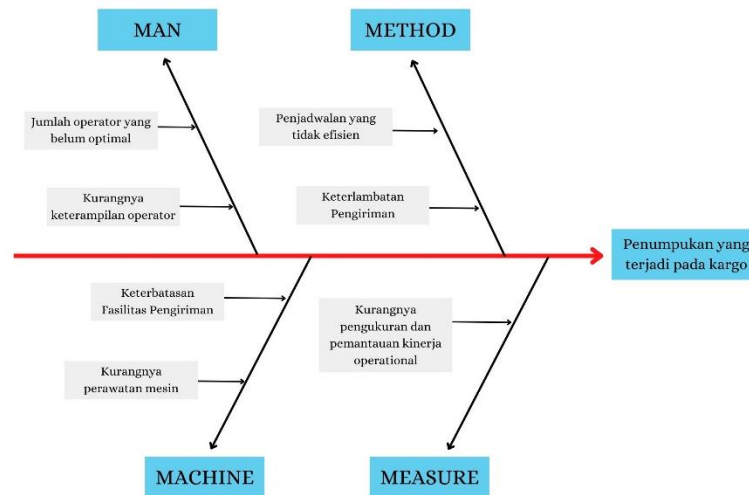 MAN
METHOD
Jumlah operator yang
belum optimal
Penjadwalan yang
tidak efisien
Kurangnya
keterampilan operator
Keterlambatan
Pengiriman
Penumpukan yang
terjadi pada kargo
Keterbatasan
Fasilitas Pengiriman
Kurangnya
pengukuran dan
pemantauan kinerja
operational
Kurangnya
perawatan mesin
MACHINE
MEASURE